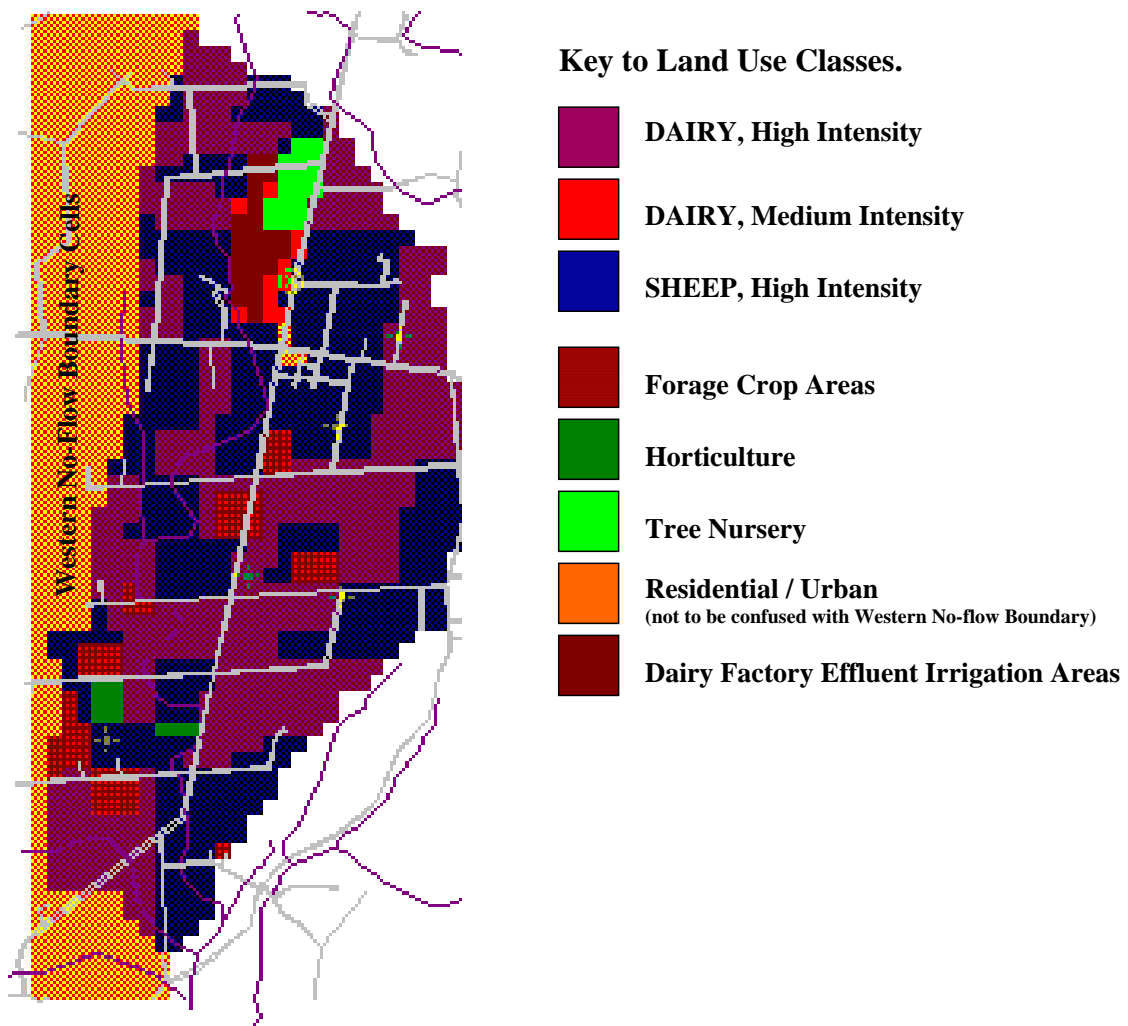 Western No-Flow Boundary Cells
Key to Land Use Classes.
DAIRY, High Intensity
DAIRY, Medium Intensity
SHEEP, High Intensity
Forage Crop Areas
Horticulture
Tree Nursery
Residential / Urban
(not to be confused with Western No-flow Boundary)
Dairy Factory Effluent Irrigation Areas